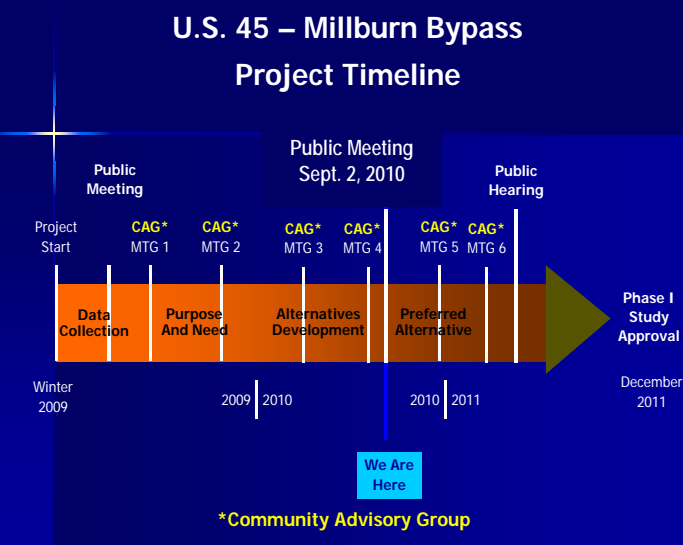 U.S. 45 – Millburn Bypass
Project Timeline
Public Meeting
Sept. 2, 2010
Public
Meeting
Public
Hearing
Project
Start
CAG*
MTG 1
CAG*
MTG 2
CAG*
MTG 3
CAG*
MTG 4
CAG*
MTG 5
CAG*
MTG 6
Data
Collection
Purpose
And Need
Alternatives
Development
Preferred
Alternative
Phase I
Study
Approval
Winter
2009
2009 2010
2010 2011
December
2011
We Are
Here
*Community Advisory Group